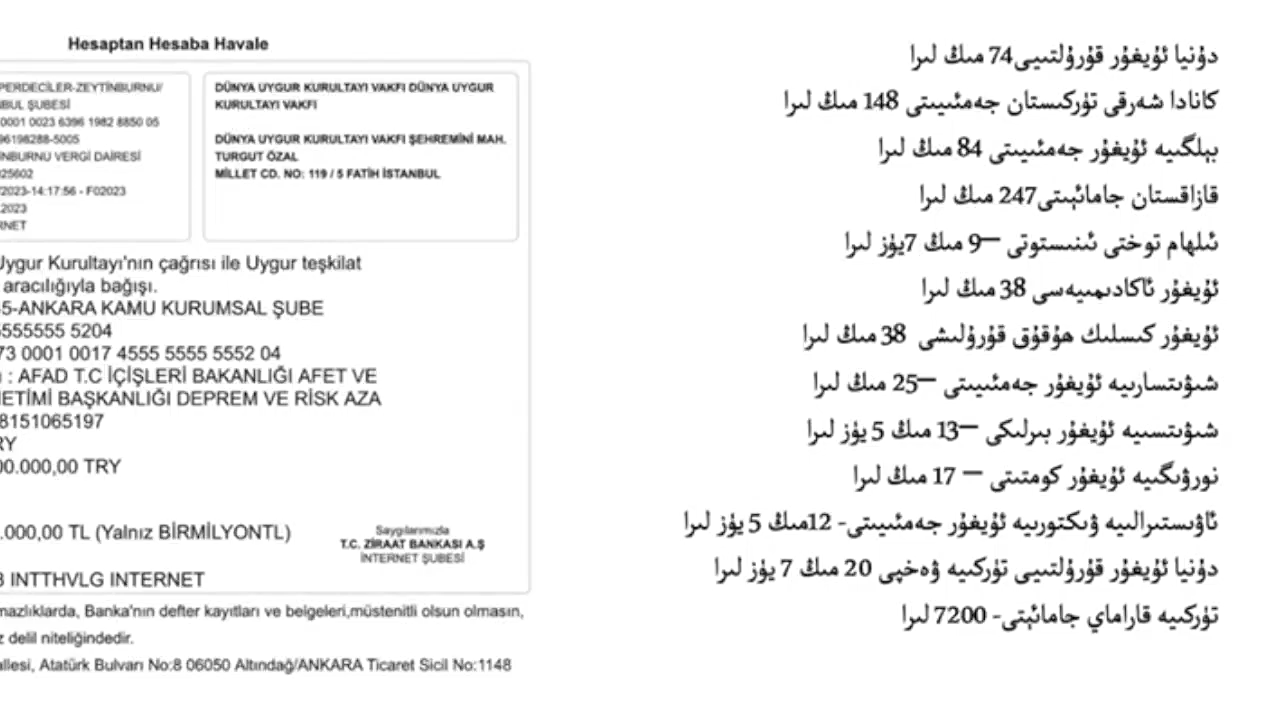 Hesaptan Hesaba Havale
PERDECİLER-ZEYTİNBURNU/
BUL ŞUBESİ
0001 0023 6396 1982 8850 05
96198288-5005
NBURNU VERGİ DAİRESİ
025602
/2023-14:17:56 - F02023
.2023
RNET
DÜNYA UYGUR KURULTAYI VAKFI DÜNYA UYGUR
KURULTAYI VAKFI
DÜNYA UYGUR KURULTAYI VAKFI ŞEHREMİNİ MAH.
TURGUT ÖZAL
MİLLET CD. NO: 119 / 5 FATİH İSTANBUL
Uygur Kurultayı'nın çağrısı ile Uygur teşkilat
aracılığıyla bağışı.
5-ANKARA KAMU KURUMSAL ŞUBE
5555555 5204
73 0001 0017 4555 5555 5552 04
: AFAD T.C İÇİŞLERİ BAKANLIĞI AFET VE
ETİMİ BAŞKANLIĞI DEPREM VE RİSK AZA
8151065197
RY
00.000,00 TRY
.000,00 TL (Yalnız BİRMİLYONTL)
Saygılarımızla
T.C. ZİRAAT BANKASI A.Ş
İNTERNET ŞUBESİ
3 INTTHVLG INTERNET
mazlıklarda, Banka'nın defter kayıtları ve belgeleri,müstenitli olsun olmasın,
z delil niteliğindedir.
allesi, Atatürk Bulvarı No:8 06050 Altındağ/ANKARA Ticaret Sicil No:1148
دۇنيا ئۇيغۇر قۇرۇلتىيى74 مىڭ لىرا
كانادا شەرقى تۈركىستان جەمئىيىتى 148 مىڭ لىرا
بېلگىيە ئۇيغۇر جەمئىيىتى 84 مىڭ لىرا
قازاقىستان جامائېتى247 مىڭ لىرا
ئىلھام توختى ئىنىستوتى —9 مىڭ 7يۈز لىرا
ئۇيغۇر ئاكادىمىيەسى 38 مىڭ لىرا
ئۇيغۇر كىسلىك ھۇقۇق قۇرۇلىشى 38 مىڭ لىرا
شىۋىتسارىيە ئۇيغۇر جەمئىيىتى —25 مىڭ لىرا
شىۋىتسىيە ئۇيغۇر بىرلىكى —13 مىڭ 5 يۈز لىرا
نورۋىگىيە ئۇيغۇر كومتىتى — 17 مىڭ لىرا
ئاۋىستىرالىيە ۋىكتورىيە ئۇيغۇر جەمئىيىتى- 12مىڭ 5 يۈز لىرا
دۇنيا ئۇيغۇر قۇرۇلتىيى تۈركىيە ۋەخپى 20 مىڭ 7 يۈز لىرا
تۈركىيە قاراماي جامائېتى- 7200 لىرا